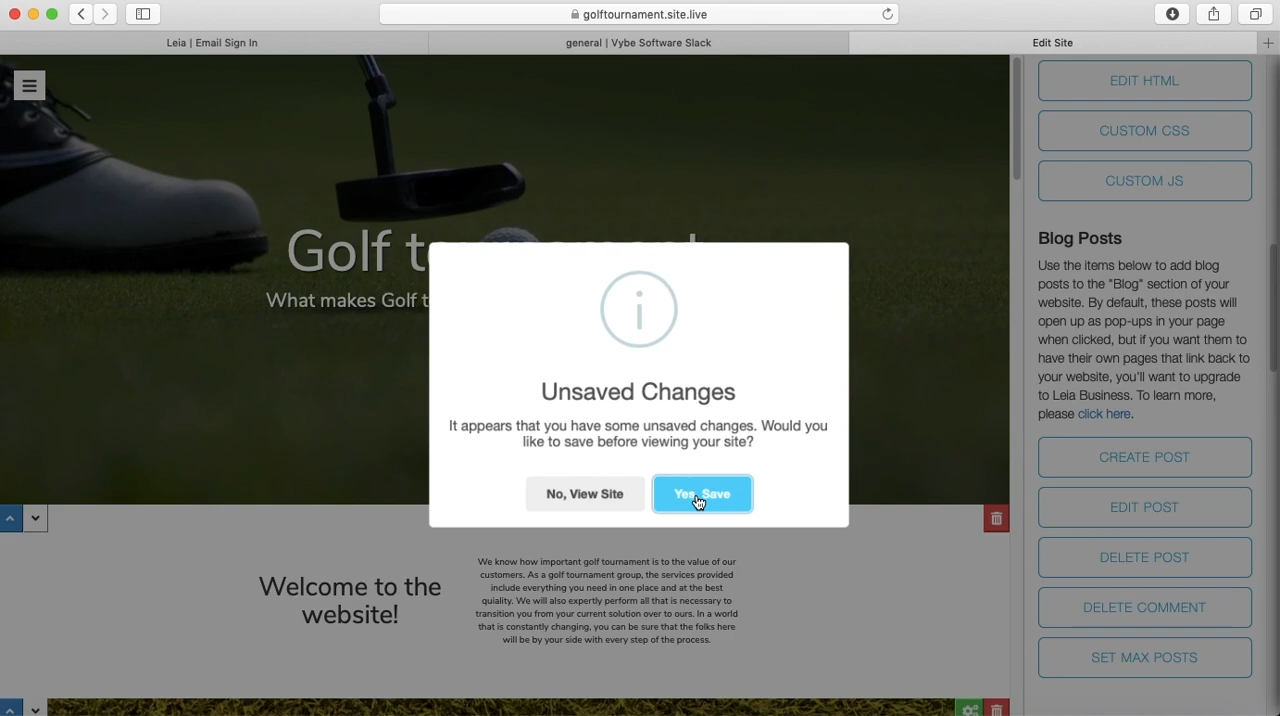 golftournament.site.live
Leia | Email Sign In
general | Vybe Software Slack
Edit Site
Golf t
What makes Golf t
Unsaved Changes
It appears that you have some unsaved changes. Would you
like to save before viewing your site?
No, View Site
Yes, Save
Welcome to the
website!
We know how important golf tournament is to the value of our
customers. As a golf tournament group, the services provided
include everything you need in one place and at the best
quiality. We will also expertly perform all that is necessary to
transition you from your current solution over to ours. In a world
that is constantly changing, you can be sure that the folks here
will be by your side with every step of the process.
EDIT HTML
CUSTOM CSS
CUSTOM JS
Blog Posts
Use the items below to add blog
posts to the "Blog" section of your
website. By default, these posts will
open up as pop-ups in your page
when clicked, but if you want them to
have their own pages that link back to
your website, you'll want to upgrade
to Leia Business. To learn more,
please click here.
CREATE POST
EDIT POST
DELETE POST
DELETE COMMENT
SET MAX POSTS